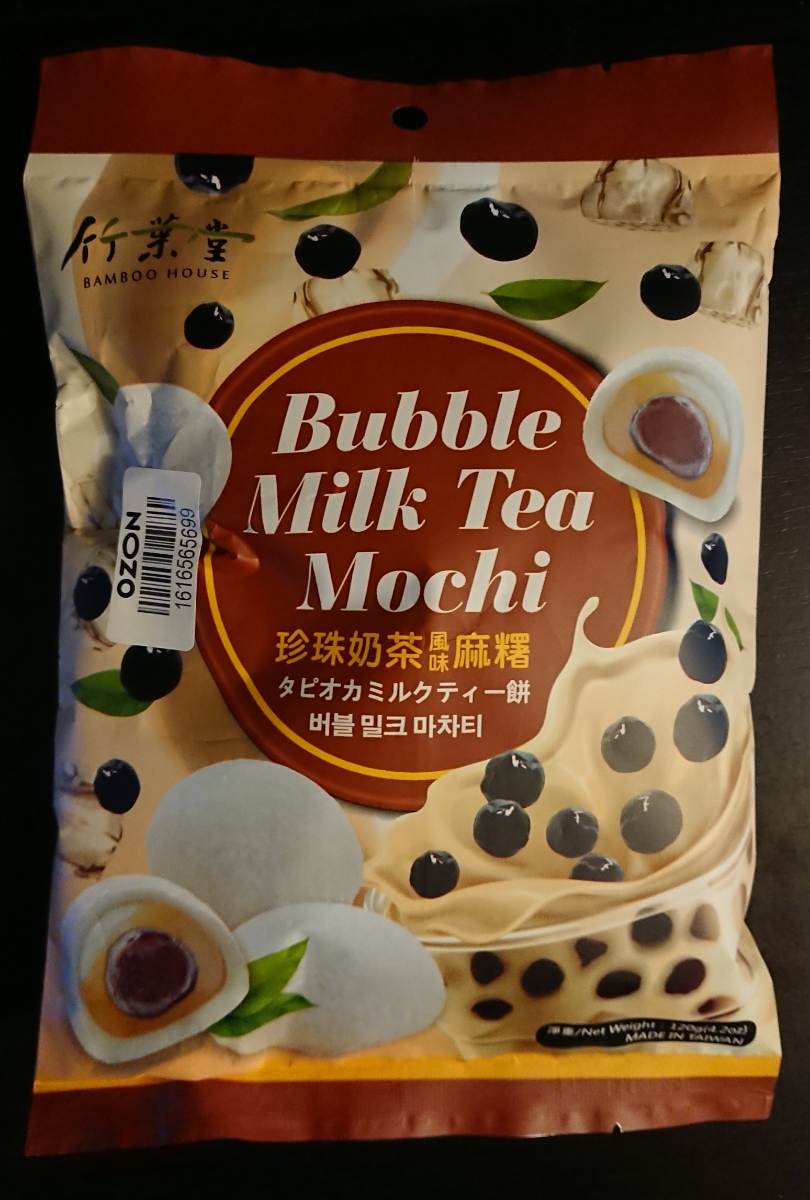 竹葉堂
BAMBOO HOUSE
Bubble
Milk Tea
Mochi
珍珠奶茶風味麻糬
タピオカミルクティー餅
버블 밀크 마차티
OZON
1616565699
淨重/Net Weight : 120g(4.2oz)
MADE IN TAIWAN